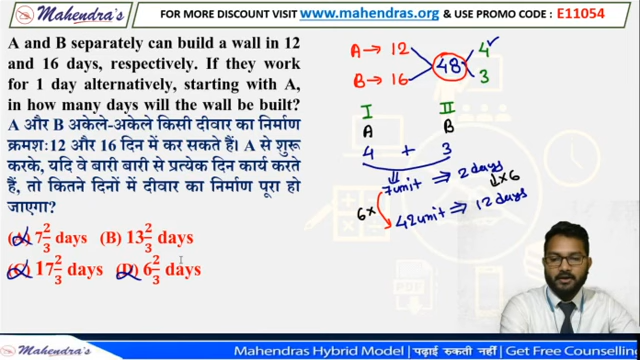 Mahendra's
FOR MORE DISCOUNT VISIT www.mahendras.org & USE PROMO CODE : E11054
A and B separately can build a wall in 12
and 16 days, respectively. If they work
for 1 day alternatively, starting with A,
in how many days will the wall be built?
A और B अकेले-अकेले किसी दीवार का निर्माण
क्रमश:12 और 16 दिन में कर सकते हैं। A से शुरू
करके, यदि वे बारी बारी से प्रत्येक दिन कार्य करते
हैं, तो कितने दिनों में दीवार का निर्माण पूरा हो
जाएगा?
(A) 7 2/3 days (B) 13 2/3 days
(C) 17 2/3 days (D) 6 2/3 days
A → 12
4
48
B → 16
3
I II
A B
4 + 3
7 unit ⇒ 2 days
6× ×6
42 unit ⇒ 12 days
Mahendra's
Mahendras Hybrid Model | पढ़ाई रुकती नहीं | Get Free Counselling